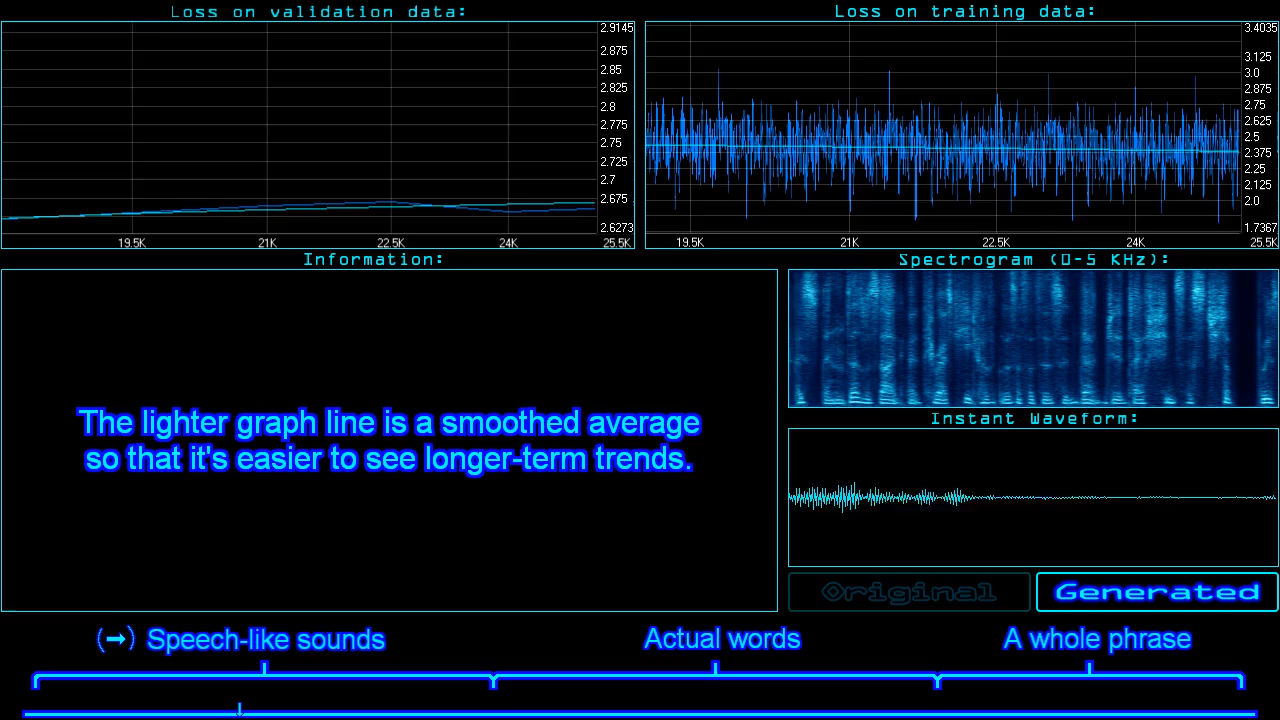 Loss on validation data:
2.9145
2.875
2.85
2.825
2.8
2.775
2.75
2.725
2.7
2.675
2.6273
19.5K
21K
22.5K
24K
25.5K
Loss on training data:
3.4035
3.125
3.0
2.875
2.75
2.625
2.5
2.375
2.25
2.125
2.0
1.7367
19.5K
21K
22.5K
24K
25.5K
Information:
The lighter graph line is a smoothed average
so that it's easier to see longer-term trends.
Spectrogram (0-5 KHz):
Instant Waveform:
Original
Generated
(→) Speech-like sounds
Actual words
A whole phrase